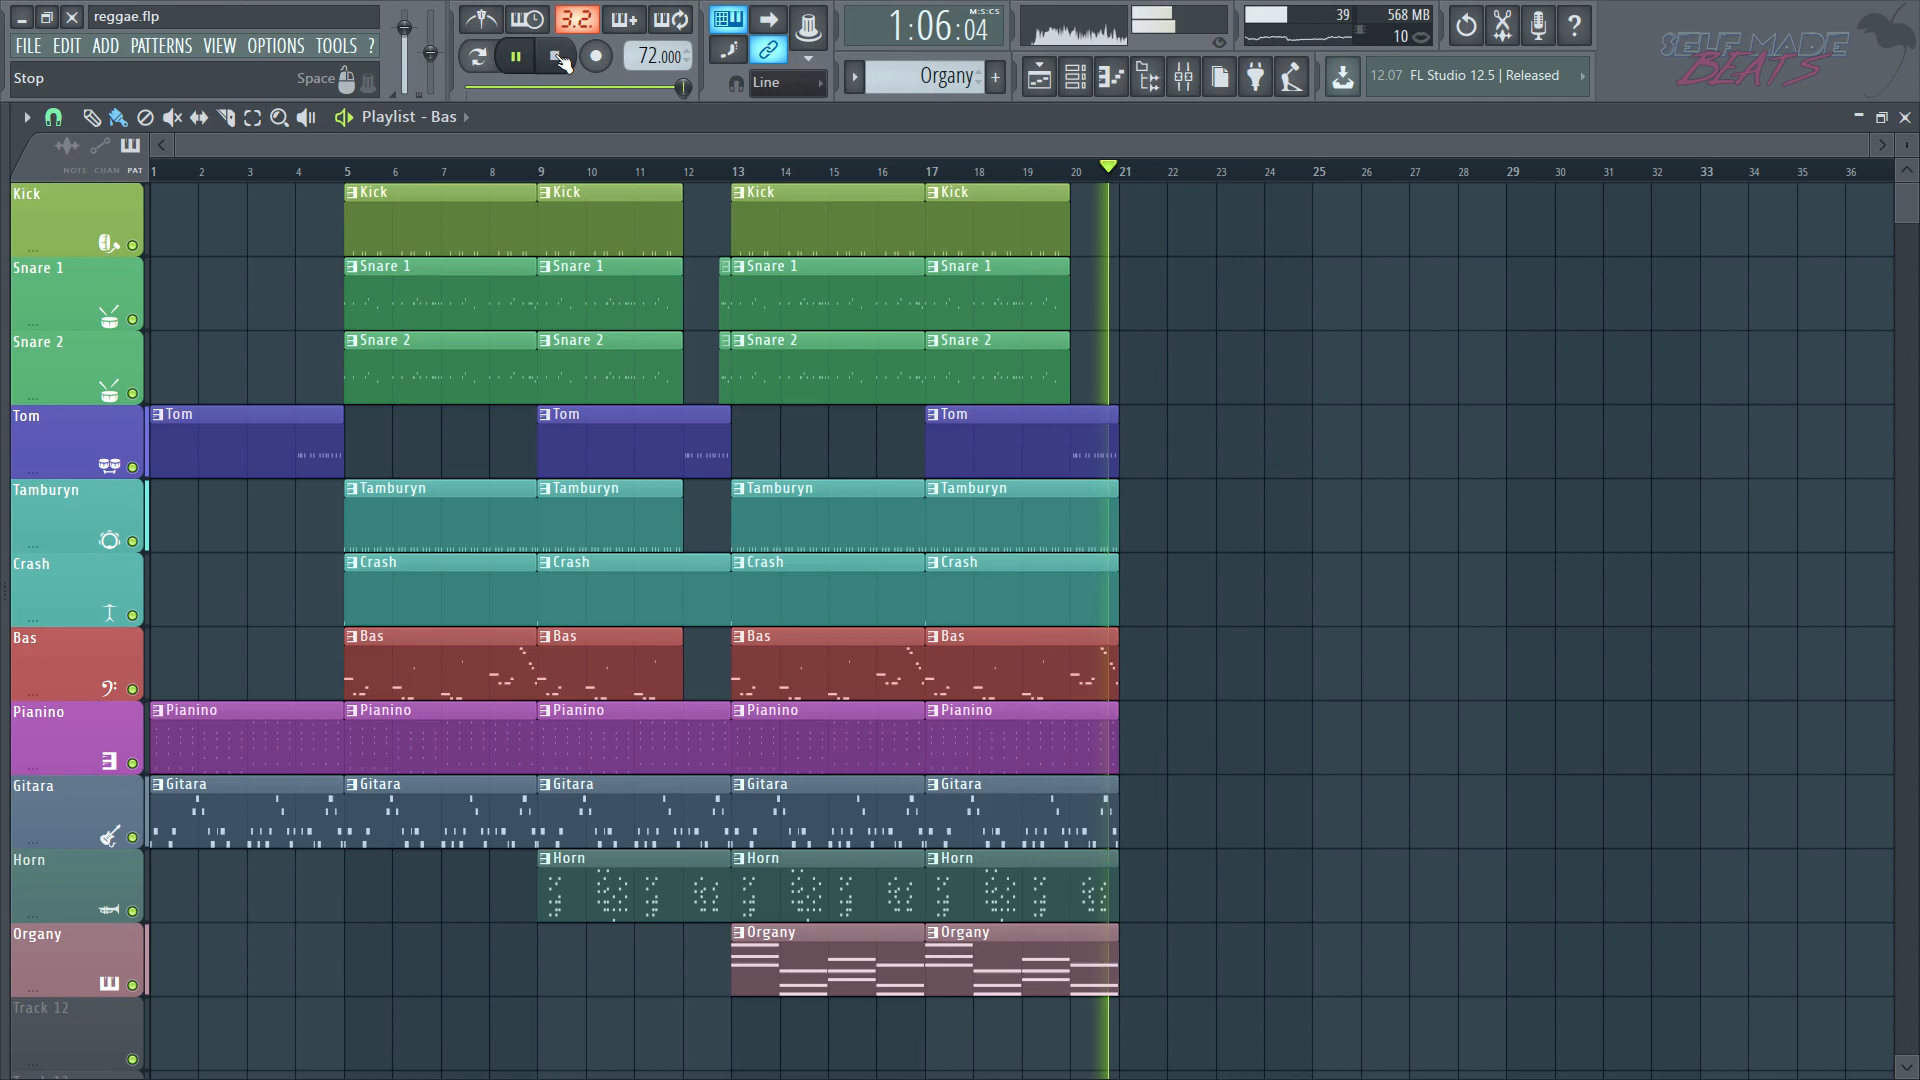 reggae.flp
FILE EDIT ADD PATTERNS VIEW OPTIONS TOOLS ?
Stop Space
3.2.
72.000
Line
1:06:04
M:S:CS
Organy
39 568 MB
10
12.07 FL Studio 12.5 | Released
SELF MADE
BEATS
Playlist - Bas
NOTE CHAN PAT
1 2 3 4 5 6 7 8 9 10 11 12 13 14 15 16 17 18 19 20 21 22 23 24 25 26 27 28 29 30 31 32 33 34 35 36
Kick Kick Kick Kick Kick
Snare 1 Snare 1 Snare 1 Snare 1 Snare 1
Snare 2 Snare 2 Snare 2 Snare 2 Snare 2
Tom Tom Tom Tom
Tamburyn Tamburyn Tamburyn Tamburyn Tamburyn
Crash Crash Crash Crash Crash
Bas Bas Bas Bas Bas
Pianino Pianino Pianino Pianino Pianino Pianino
Gitara Gitara Gitara Gitara Gitara Gitara
Horn Horn Horn Horn
Organy Organy Organy
Track 12